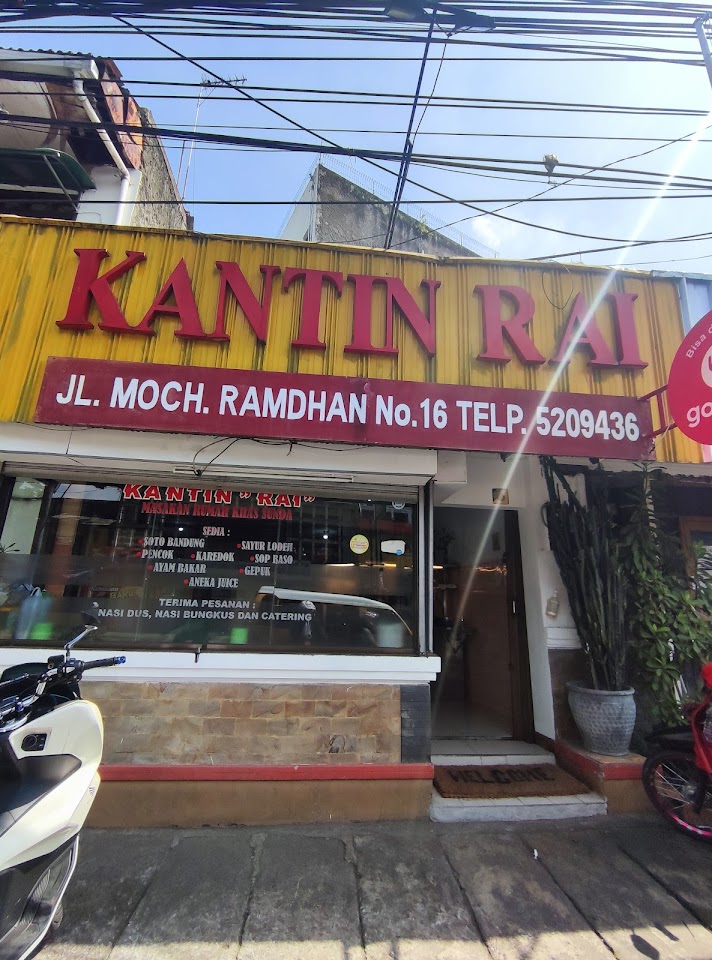 KANTIN RAI
JL. MOCH. RAMDHAN No.16 TELP. 5209436
Bisa
go
KANTIN "RAI"
MASAKAN RUMAH KHAS SUNDA
SEDIA :
•SOTO BANDUNG •SAYUR LODEH
•PENCOK •KAREDOK •SOP BASO
•AYAM BAKAR •GEPUK
•ANEKA JUICE
TERIMA PESANAN :
NASI DUS, NASI BUNGKUS DAN CATERING
WELCOME